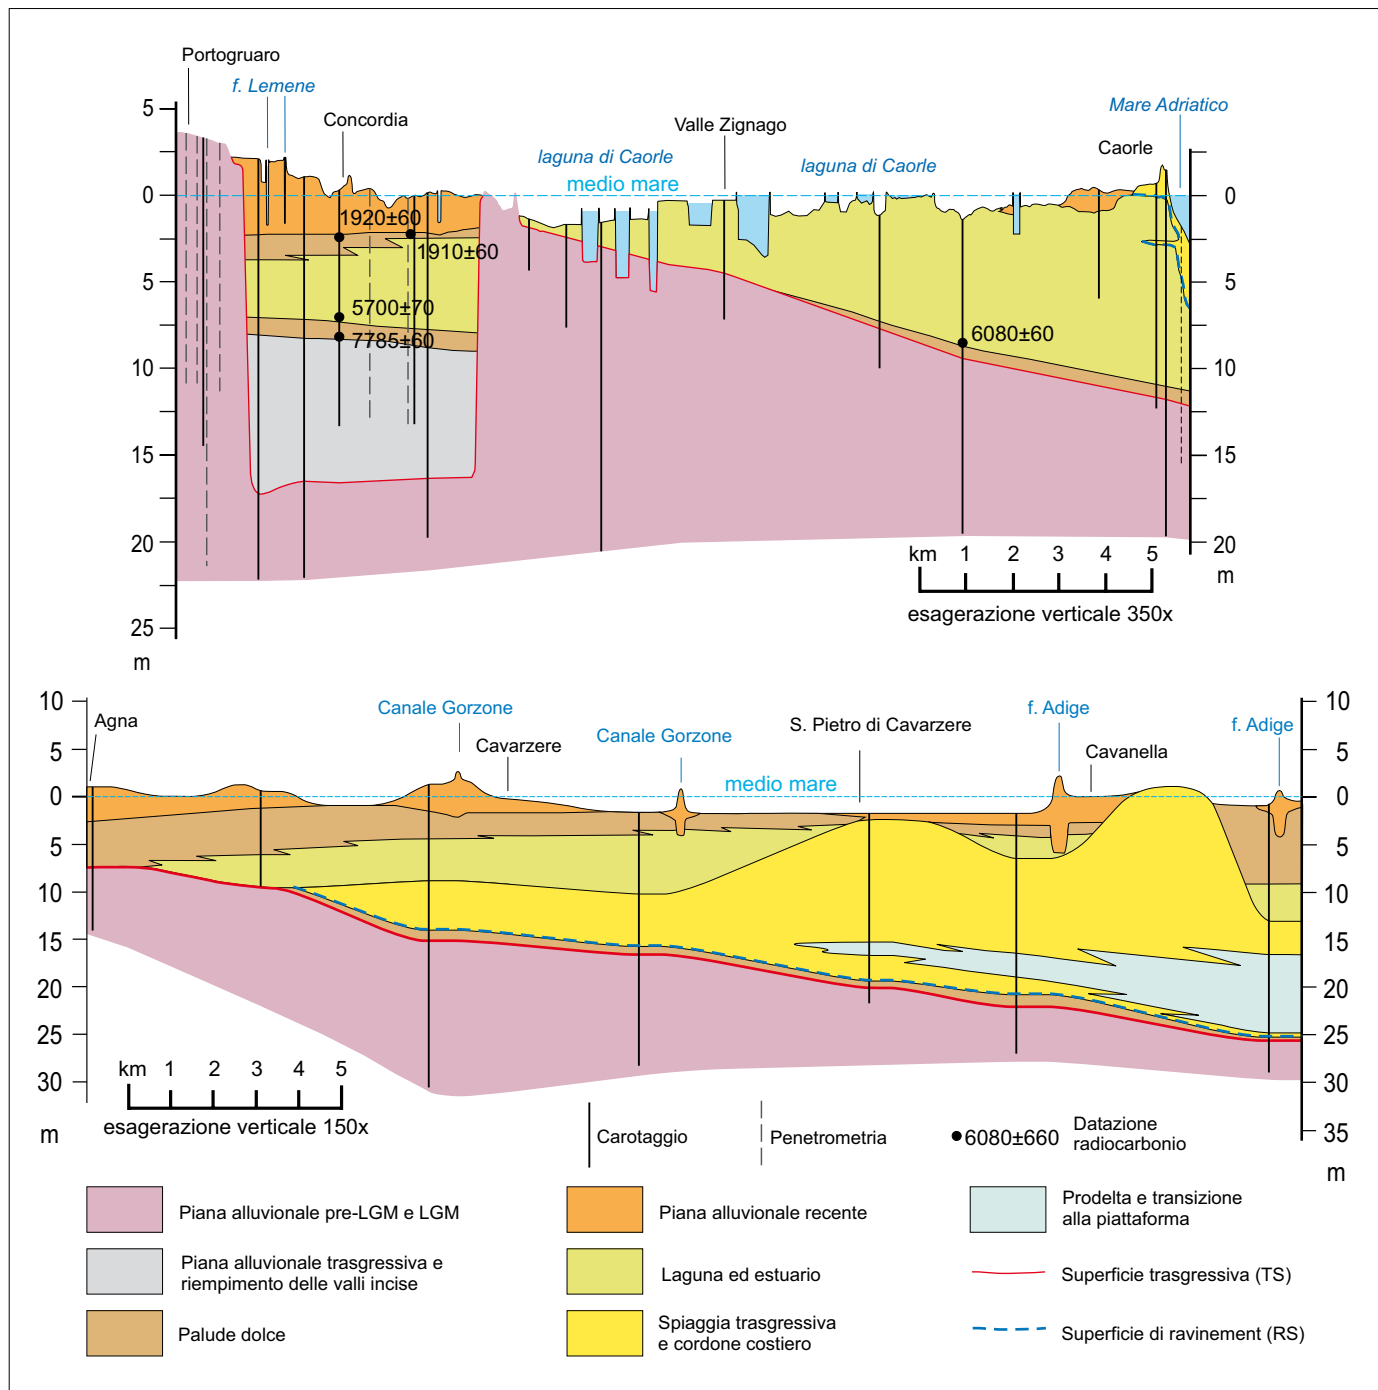 Portogruaro
f. Lemene
Concordia
laguna di Caorle
medio mare
Valle Zignago
laguna di Caorle
Caorle
Mare Adriatico
5
0
5
10
15
20
25
m
1920±60
1910±60
5700±70
7785±60
6080±60
0
5
10
15
20
m
km 1 2 3 4 5
esagerazione verticale 350x
10
5
0
5
10
15
20
25
30
m
Agna
Canale Gorzone
Cavarzere
Canale Gorzone
medio mare
S. Pietro di Cavarzere
f. Adige
Cavanella
f. Adige
10
5
0
5
10
15
20
25
30
35
m
km 1 2 3 4 5
esagerazione verticale 150x
Carotaggio
Penetrometria
6080±660
Datazione
radiocarbonio
Piana alluvionale pre-LGM e LGM
Piana alluvionale trasgressiva e
riempimento delle valli incise
Palude dolce
Piana alluvionale recente
Laguna ed estuario
Spiaggia trasgressiva
e cordone costiero
Prodelta e transizione
alla piattaforma
Superficie trasgressiva (TS)
Superficie di ravinement (RS)